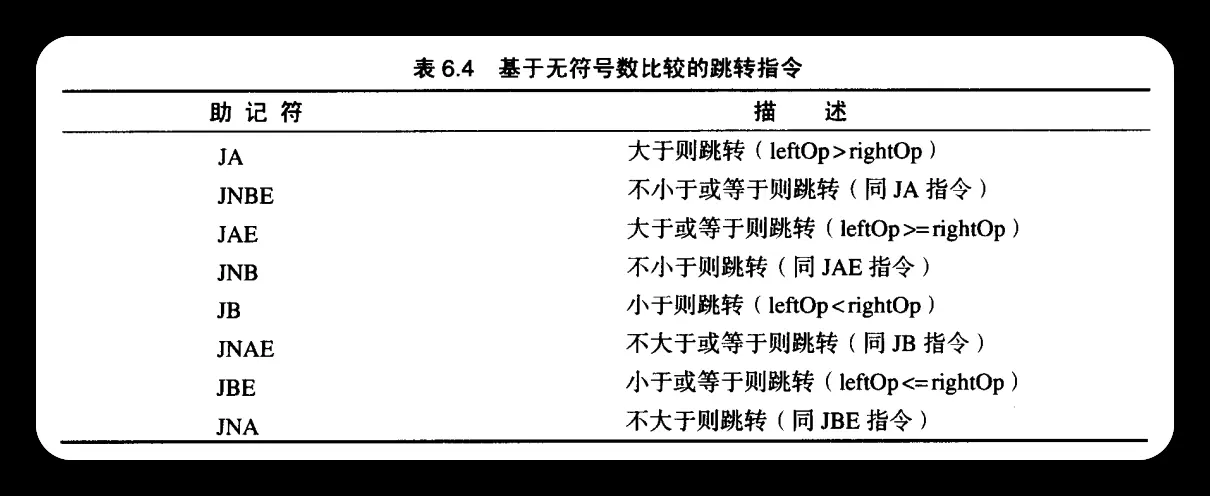 表 6.4 基于无符号数比较的跳转指令
助 记 符 描 述
JA 大于则跳转（leftOp>rightOp）
JNBE 不小于或等于则跳转（同 JA 指令）
JAE 大于或等于则跳转（leftOp>=rightOp）
JNB 不小于则跳转（同 JAE 指令）
JB 小于则跳转（leftOp<rightOp）
JNAE 不大于或等于则跳转（同 JB 指令）
JBE 小于或等于则跳转（leftOp<=rightOp）
JNA 不大于则跳转（同 JBE 指令）